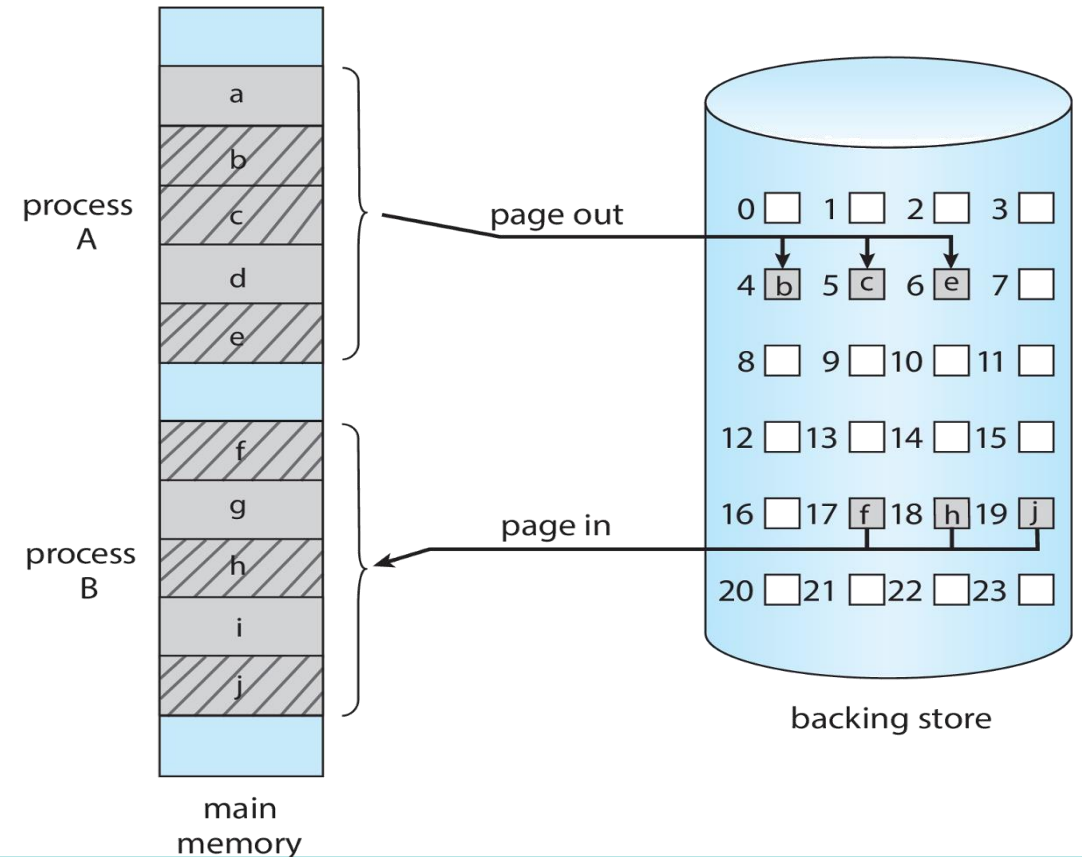 a
b
c
d
e
process
A
f
g
h
i
j
process
B
main
memory
page out
page in
0 1 2 3
4 b 5 c 6 e 7
8 9 10 11
12 13 14 15
16 17 f 18 h 19 j
20 21 22 23
backing store